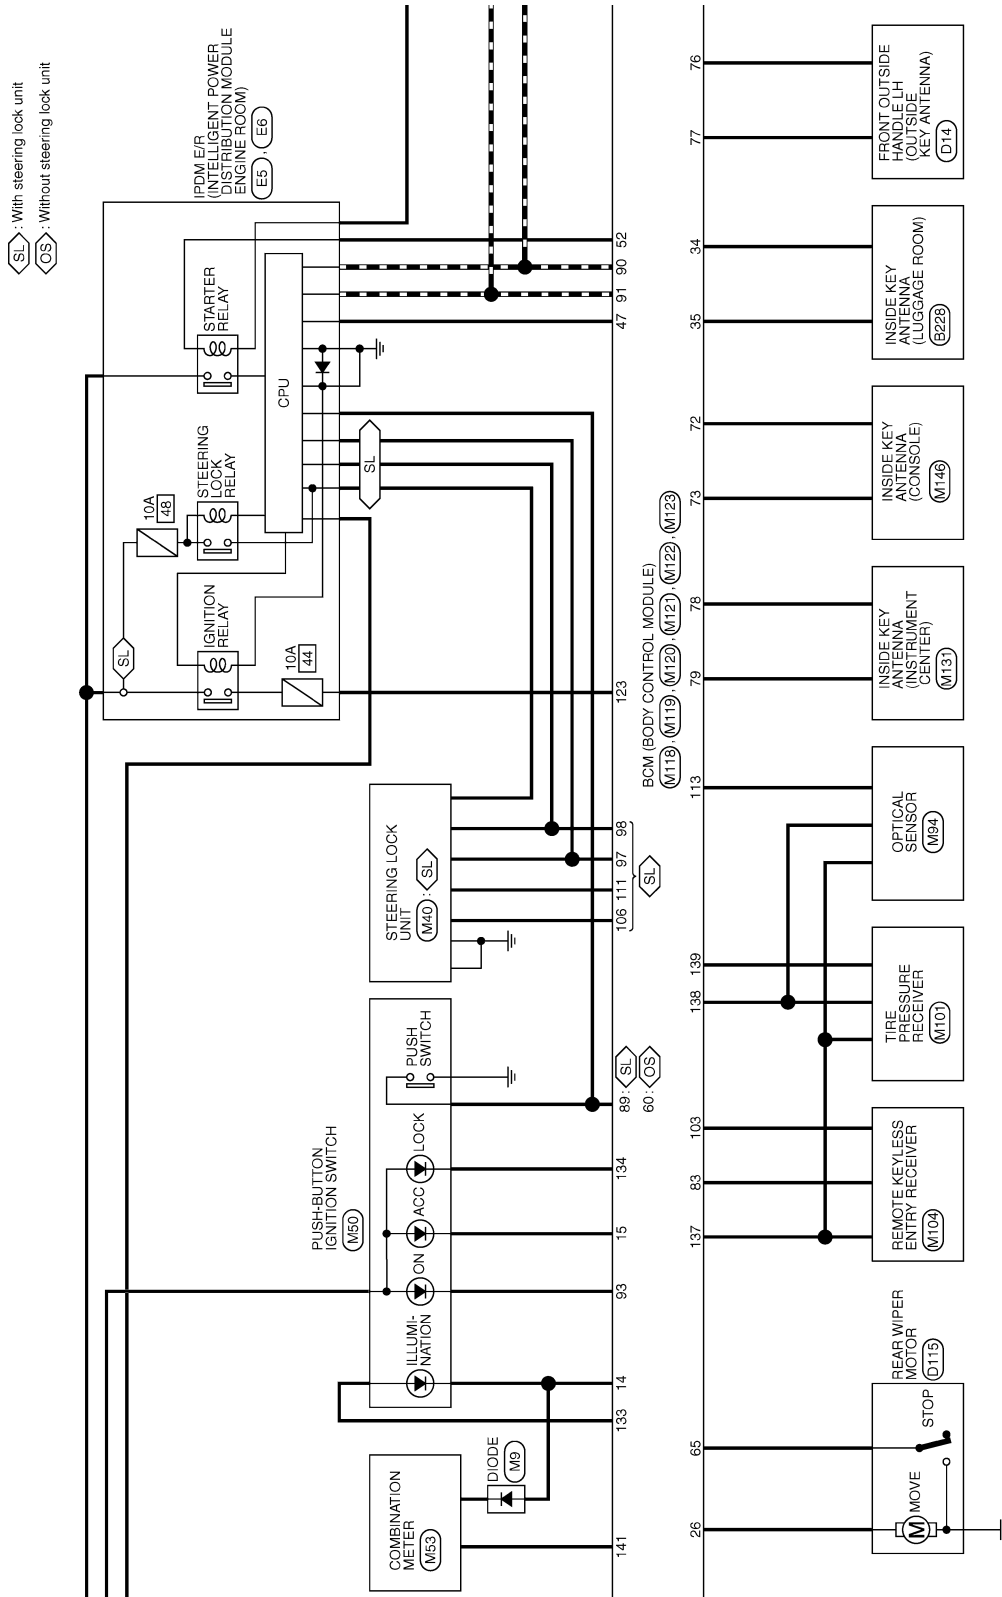 SL : With steering lock unit
OS : Without steering lock unit
IPDM E/R
(INTELLIGENT POWER
DISTRIBUTION MODULE
ENGINE ROOM)
E5 , E6
STARTER
RELAY
STEERING
LOCK
RELAY
IGNITION
RELAY
10A
48
10A
44
SL
CPU
SL
52
90
91
47
123
98
97
111
106
SL
89 : SL
60 : OS
134
15
93
14
133
141
STEERING LOCK
UNIT
M40 : SL
PUSH-BUTTON
IGNITION SWITCH
M50
PUSH
SWITCH
LOCK
ACC
ON
ILLUMI-
NATION
COMBINATION
METER
M53
DIODE
M9
BCM (BODY CONTROL MODULE)
M118 , M119 , M120 , M121 , M122 , M123
76
77
34
35
72
73
78
79
113
139
138
103
83
137
65
26
FRONT OUTSIDE
HANDLE LH
(OUTSIDE
KEY ANTENNA)
D14
INSIDE KEY
ANTENNA
(LUGGAGE ROOM)
B228
INSIDE KEY
ANTENNA
(CONSOLE)
M146
INSIDE KEY
ANTENNA
(INSTRUMENT
CENTER)
M131
OPTICAL
SENSOR
M94
TIRE
PRESSURE
RECEIVER
M101
REMOTE KEYLESS
ENTRY RECEIVER
M104
REAR WIPER
MOTOR
D115
STOP
MOVE
M